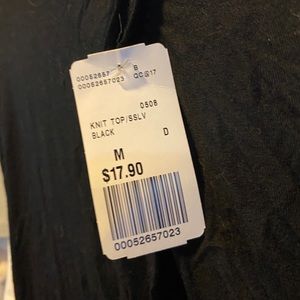 00052657 B
00052657023 QC@17
0508
KNIT TOP/SSLV
BLACK D
M
$17.90
00052657023